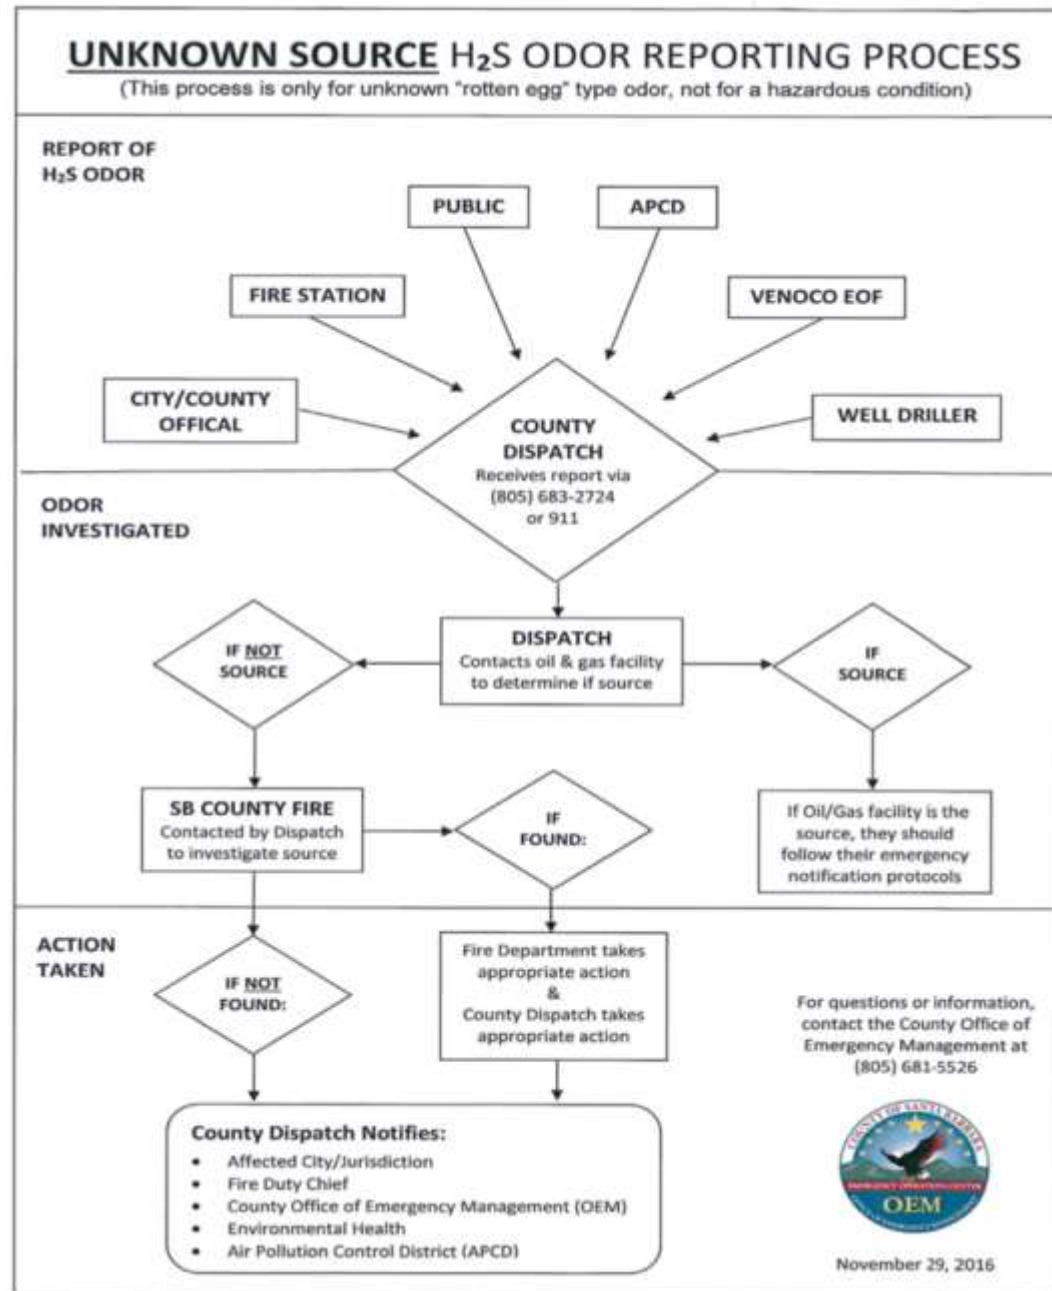 UNKNOWN SOURCE H₂S ODOR REPORTING PROCESS
(This process is only for unknown "rotten egg" type odor, not for a hazardous condition)
REPORT OF
H₂S ODOR
PUBLIC
APCD
FIRE STATION
VENOCO EOF
CITY/COUNTY
OFFICAL
WELL DRILLER
COUNTY
DISPATCH
Receives report via
(805) 683-2724
or 911
ODOR
INVESTIGATED
IF NOT
SOURCE
DISPATCH
Contacts oil & gas facility
to determine if source
IF
SOURCE
SB COUNTY FIRE
Contacted by Dispatch
to investigate source
IF
FOUND:
If Oil/Gas facility is the
source, they should
follow their emergency
notification protocols
ACTION
TAKEN
IF NOT
FOUND:
Fire Department takes
appropriate action
&
County Dispatch takes
appropriate action
For questions or information,
contact the County Office of
Emergency Management at
(805) 681-5526
County Dispatch Notifies:
• Affected City/Jurisdiction
• Fire Duty Chief
• County Office of Emergency Management (OEM)
• Environmental Health
• Air Pollution Control District (APCD)
COUNTY OF SANTA BARBARA
EMERGENCY OPERATIONS CENTER
OEM
November 29, 2016